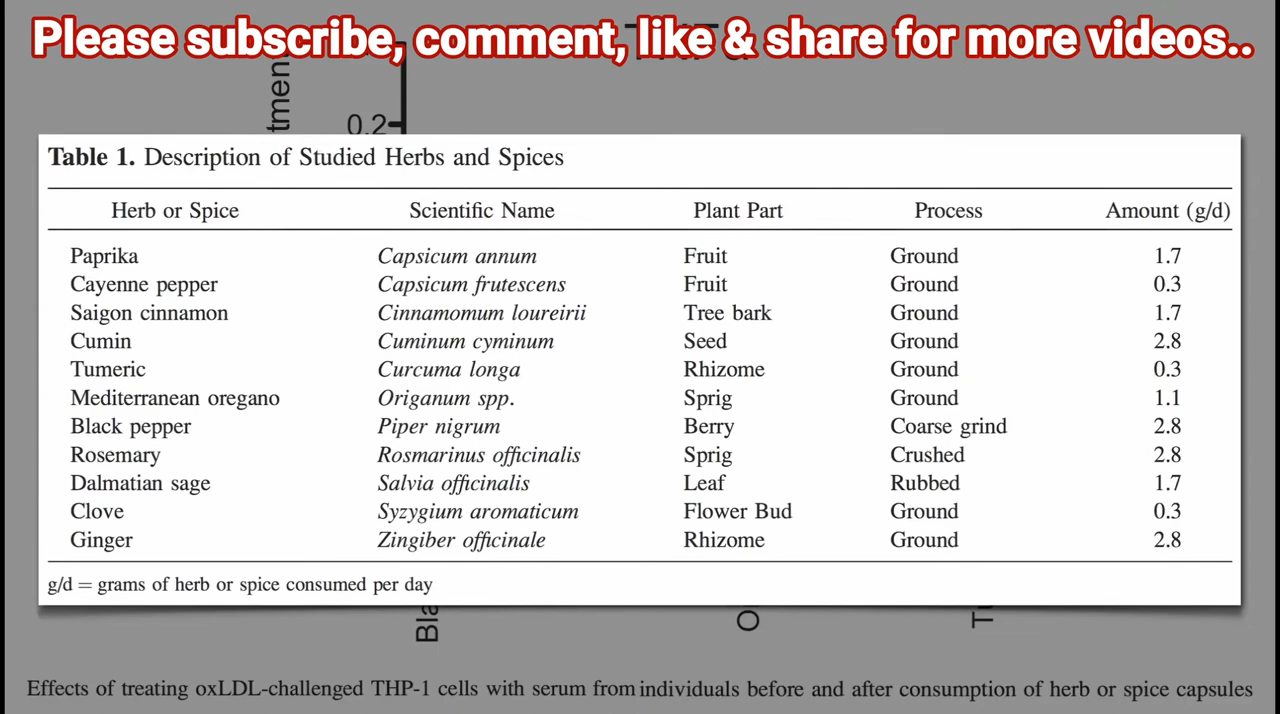 Please subscribe, comment, like & share for more videos..
tmen
0.2
Table 1. Description of Studied Herbs and Spices
Herb or Spice Scientific Name Plant Part Process Amount (g/d)
Paprika Capsicum annum Fruit Ground 1.7
Cayenne pepper Capsicum frutescens Fruit Ground 0.3
Saigon cinnamon Cinnamomum loureirii Tree bark Ground 1.7
Cumin Cuminum cyminum Seed Ground 2.8
Tumeric Curcuma longa Rhizome Ground 0.3
Mediterranean oregano Origanum spp. Sprig Ground 1.1
Black pepper Piper nigrum Berry Coarse grind 2.8
Rosemary Rosmarinus officinalis Sprig Crushed 2.8
Dalmatian sage Salvia officinalis Leaf Rubbed 1.7
Clove Syzygium aromaticum Flower Bud Ground 0.3
Ginger Zingiber officinale Rhizome Ground 2.8
g/d = grams of herb or spice consumed per day
Effects of treating oxLDL-challenged THP-1 cells with serum from individuals before and after consumption of herb or spice capsules